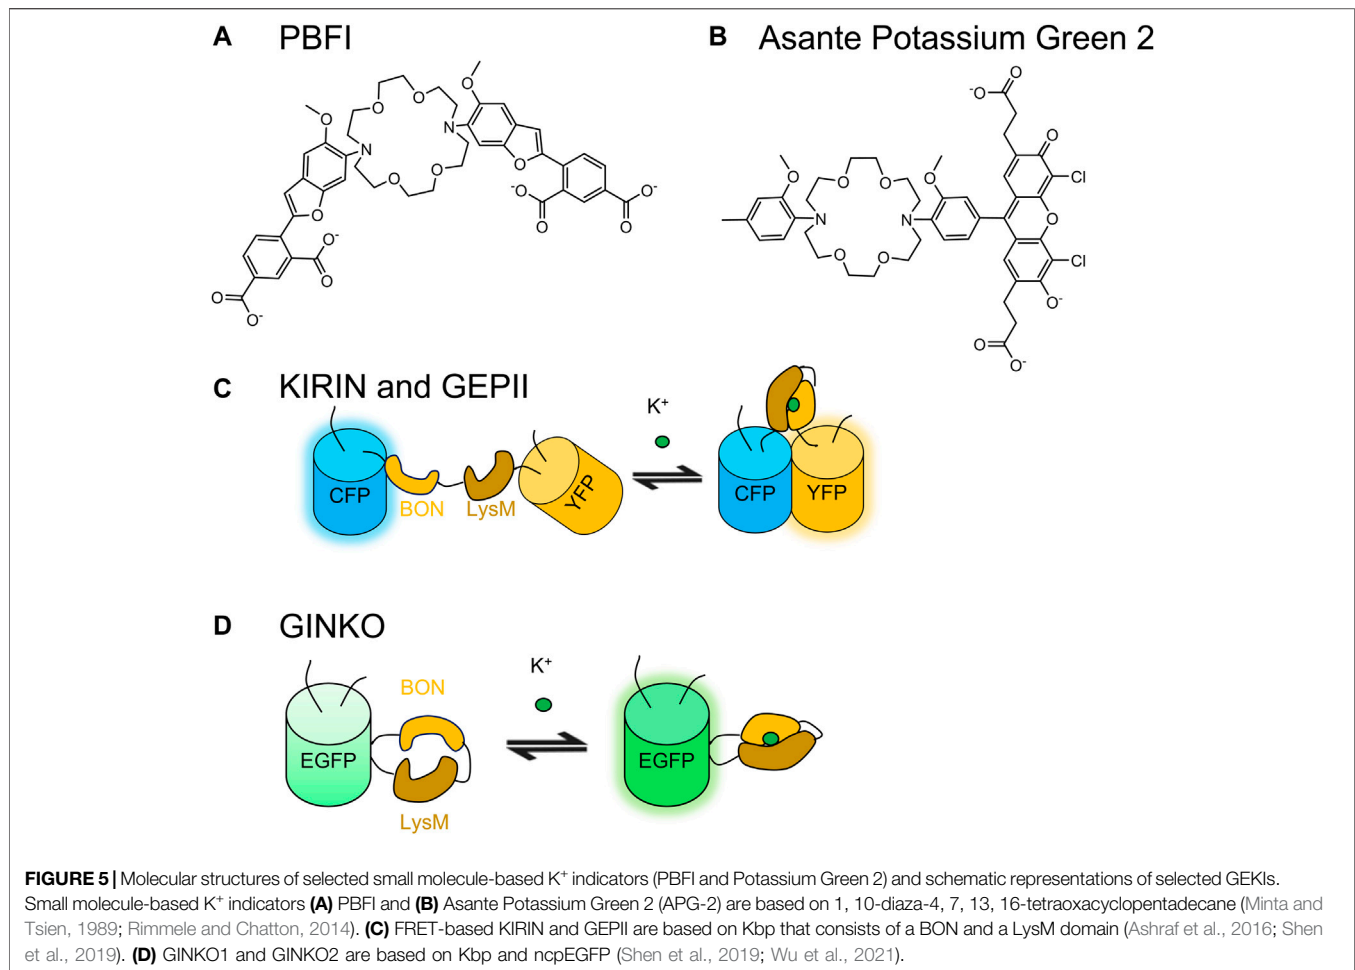 A PBFI
B Asante Potassium Green 2
O
O
O
O
N
N
O
O
O
O
-O
O
O
O-
O
O-
O
O-
O
O-
-O
O
O
Cl
O
Cl
O-
O
O-
O
O
O
O
N
N
O
O
C KIRIN and GEPII
CFP
BON
LysM
YFP
K+
CFP
YFP
D GINKO
EGFP
BON
LysM
K+
EGFP
FIGURE 5 | Molecular structures of selected small molecule-based K+ indicators (PBFI and Potassium Green 2) and schematic representations of selected GEKIs.
Small molecule-based K+ indicators (A) PBFI and (B) Asante Potassium Green 2 (APG-2) are based on 1, 10-diaza-4, 7, 13, 16-tetraoxacyclopentadecane (Minta and
Tsien, 1989; Rimmele and Chatton, 2014). (C) FRET-based KIRIN and GEPII are based on Kbp that consists of a BON and a LysM domain (Ashraf et al., 2016; Shen
et al., 2019). (D) GINKO1 and GINKO2 are based on Kbp and ncpEGFP (Shen et al., 2019; Wu et al., 2021).